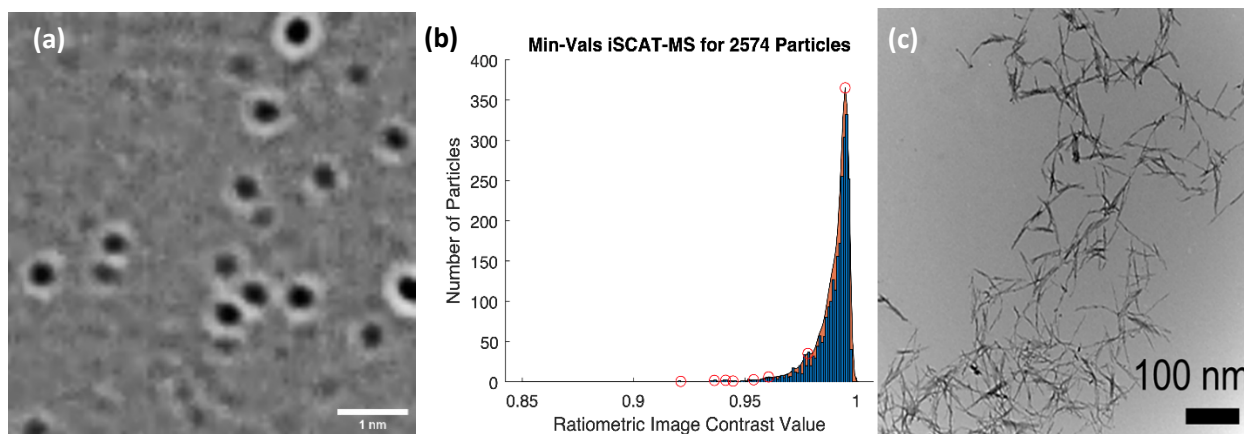 (a)
1 nm
(b)
Min-Vals iSCAT-MS for 2574 Particles
400
350
300
250
200
150
100
50
0
0.85
0.9
0.95
1
Number of Particles
Ratiometric Image Contrast Value
(c)
100 nm